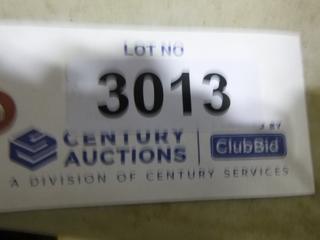 LOT NO
3013
CENTURY
AUCTIONS
ClubBid
A DIVISION OF CENTURY SERVICES